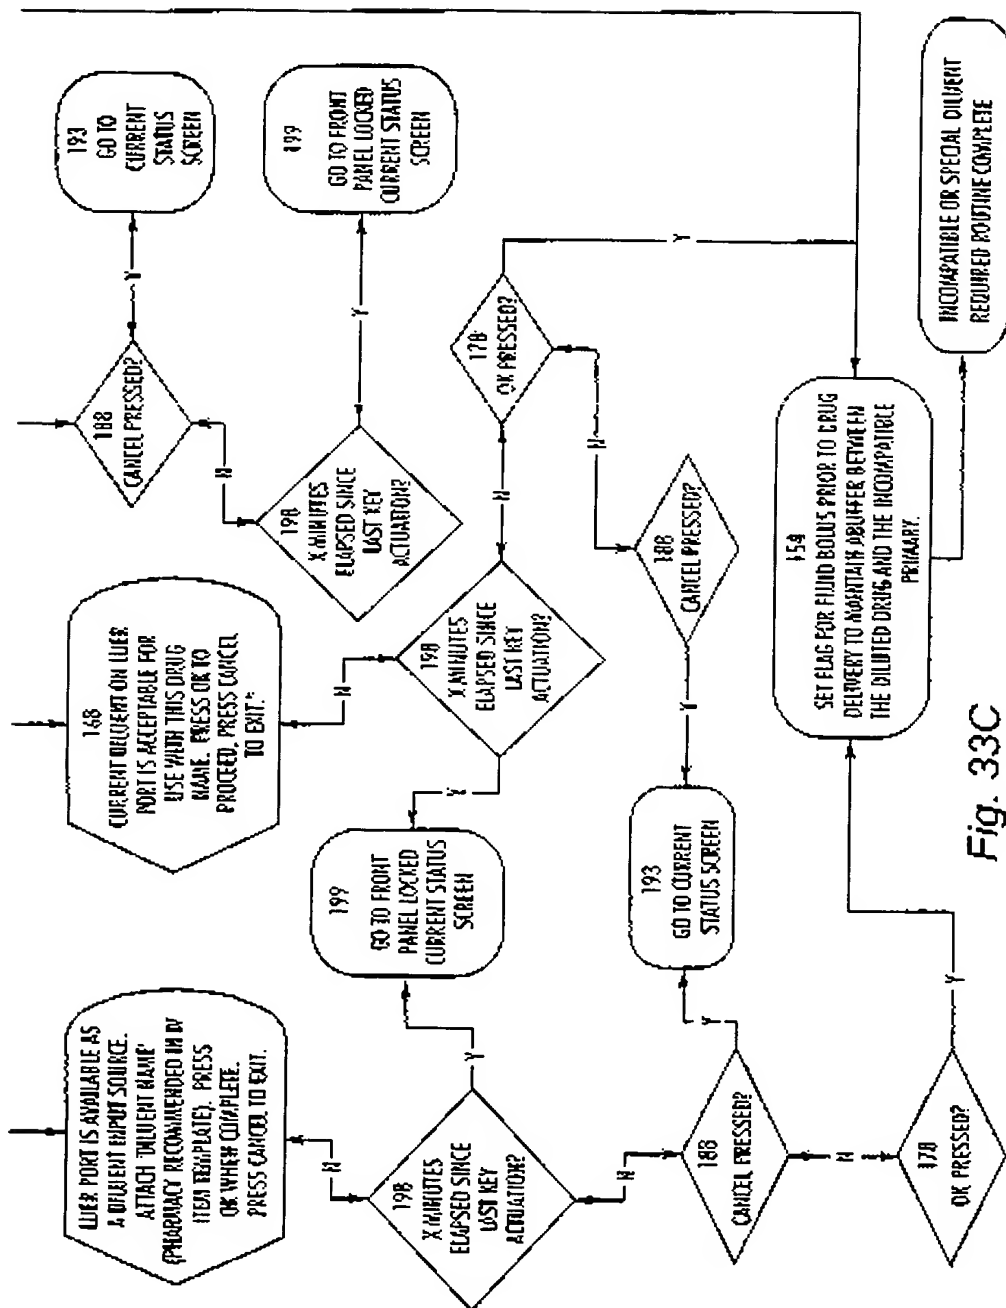 LUER PORT IS AVAILABLE AS
A DILUENT INPUT SOURCE.
ATTACH 'DILUENT NAME'
(PHARMACY RECOMMENDED IN IV
ITEM TEMPLATE). PRESS
OK WHEN COMPLETE.
PRESS CANCEL TO EXIT.
168
CURRENT DILUENT ON LUER
PORT IS ACCEPTABLE FOR
USE WITH THIS DRUG
NAME. PRESS OK TO
PROCEED, PRESS CANCEL
TO EXIT."
188
CANCEL PRESSED?
Y
193
GO TO
CURRENT
STATUS
SCREEN
N
198
X MINUTES
ELAPSED SINCE
LAST KEY
ACTUATION?
Y
199
GO TO FRONT
PANEL LOCKED
CURRENT STATUS
SCREEN
N
N
198
X MINUTES
ELAPSED SINCE
LAST KEY
ACTUATION?
Y
199
GO TO FRONT
PANEL LOCKED
CURRENT STATUS
SCREEN
Y
198
X MINUTES
ELAPSED SINCE
LAST KEY
ACTUATION?
N
178
OK PRESSED?
Y
N
N
188
CANCEL PRESSED?
Y
193
GO TO CURRENT
STATUS SCREEN
Y
188
CANCEL PRESSED?
N
178
OK PRESSED?
Y
154
SET FLAG FOR FLUID BOLUS PRIOR TO DRUG
DELIVERY TO MAINTAIN A BUFFER BETWEEN
THE DILUTED DRUG AND THE INCOMPATIBLE
PRIMARY.
INCOMPATIBLE OR SPECIAL DILUENT
REQUIRED ROUTINE COMPLETE
Fig. 33C